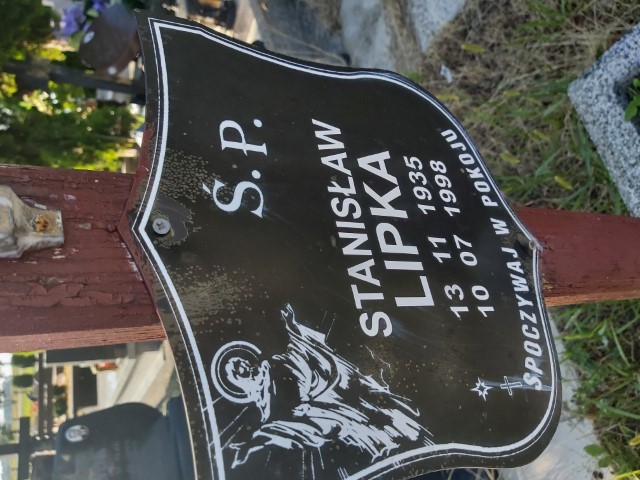 Ś.P.
STANISŁAW
LIPKA
13 11 1935
10 07 1998
SPOCZYWAJ W POKOJU